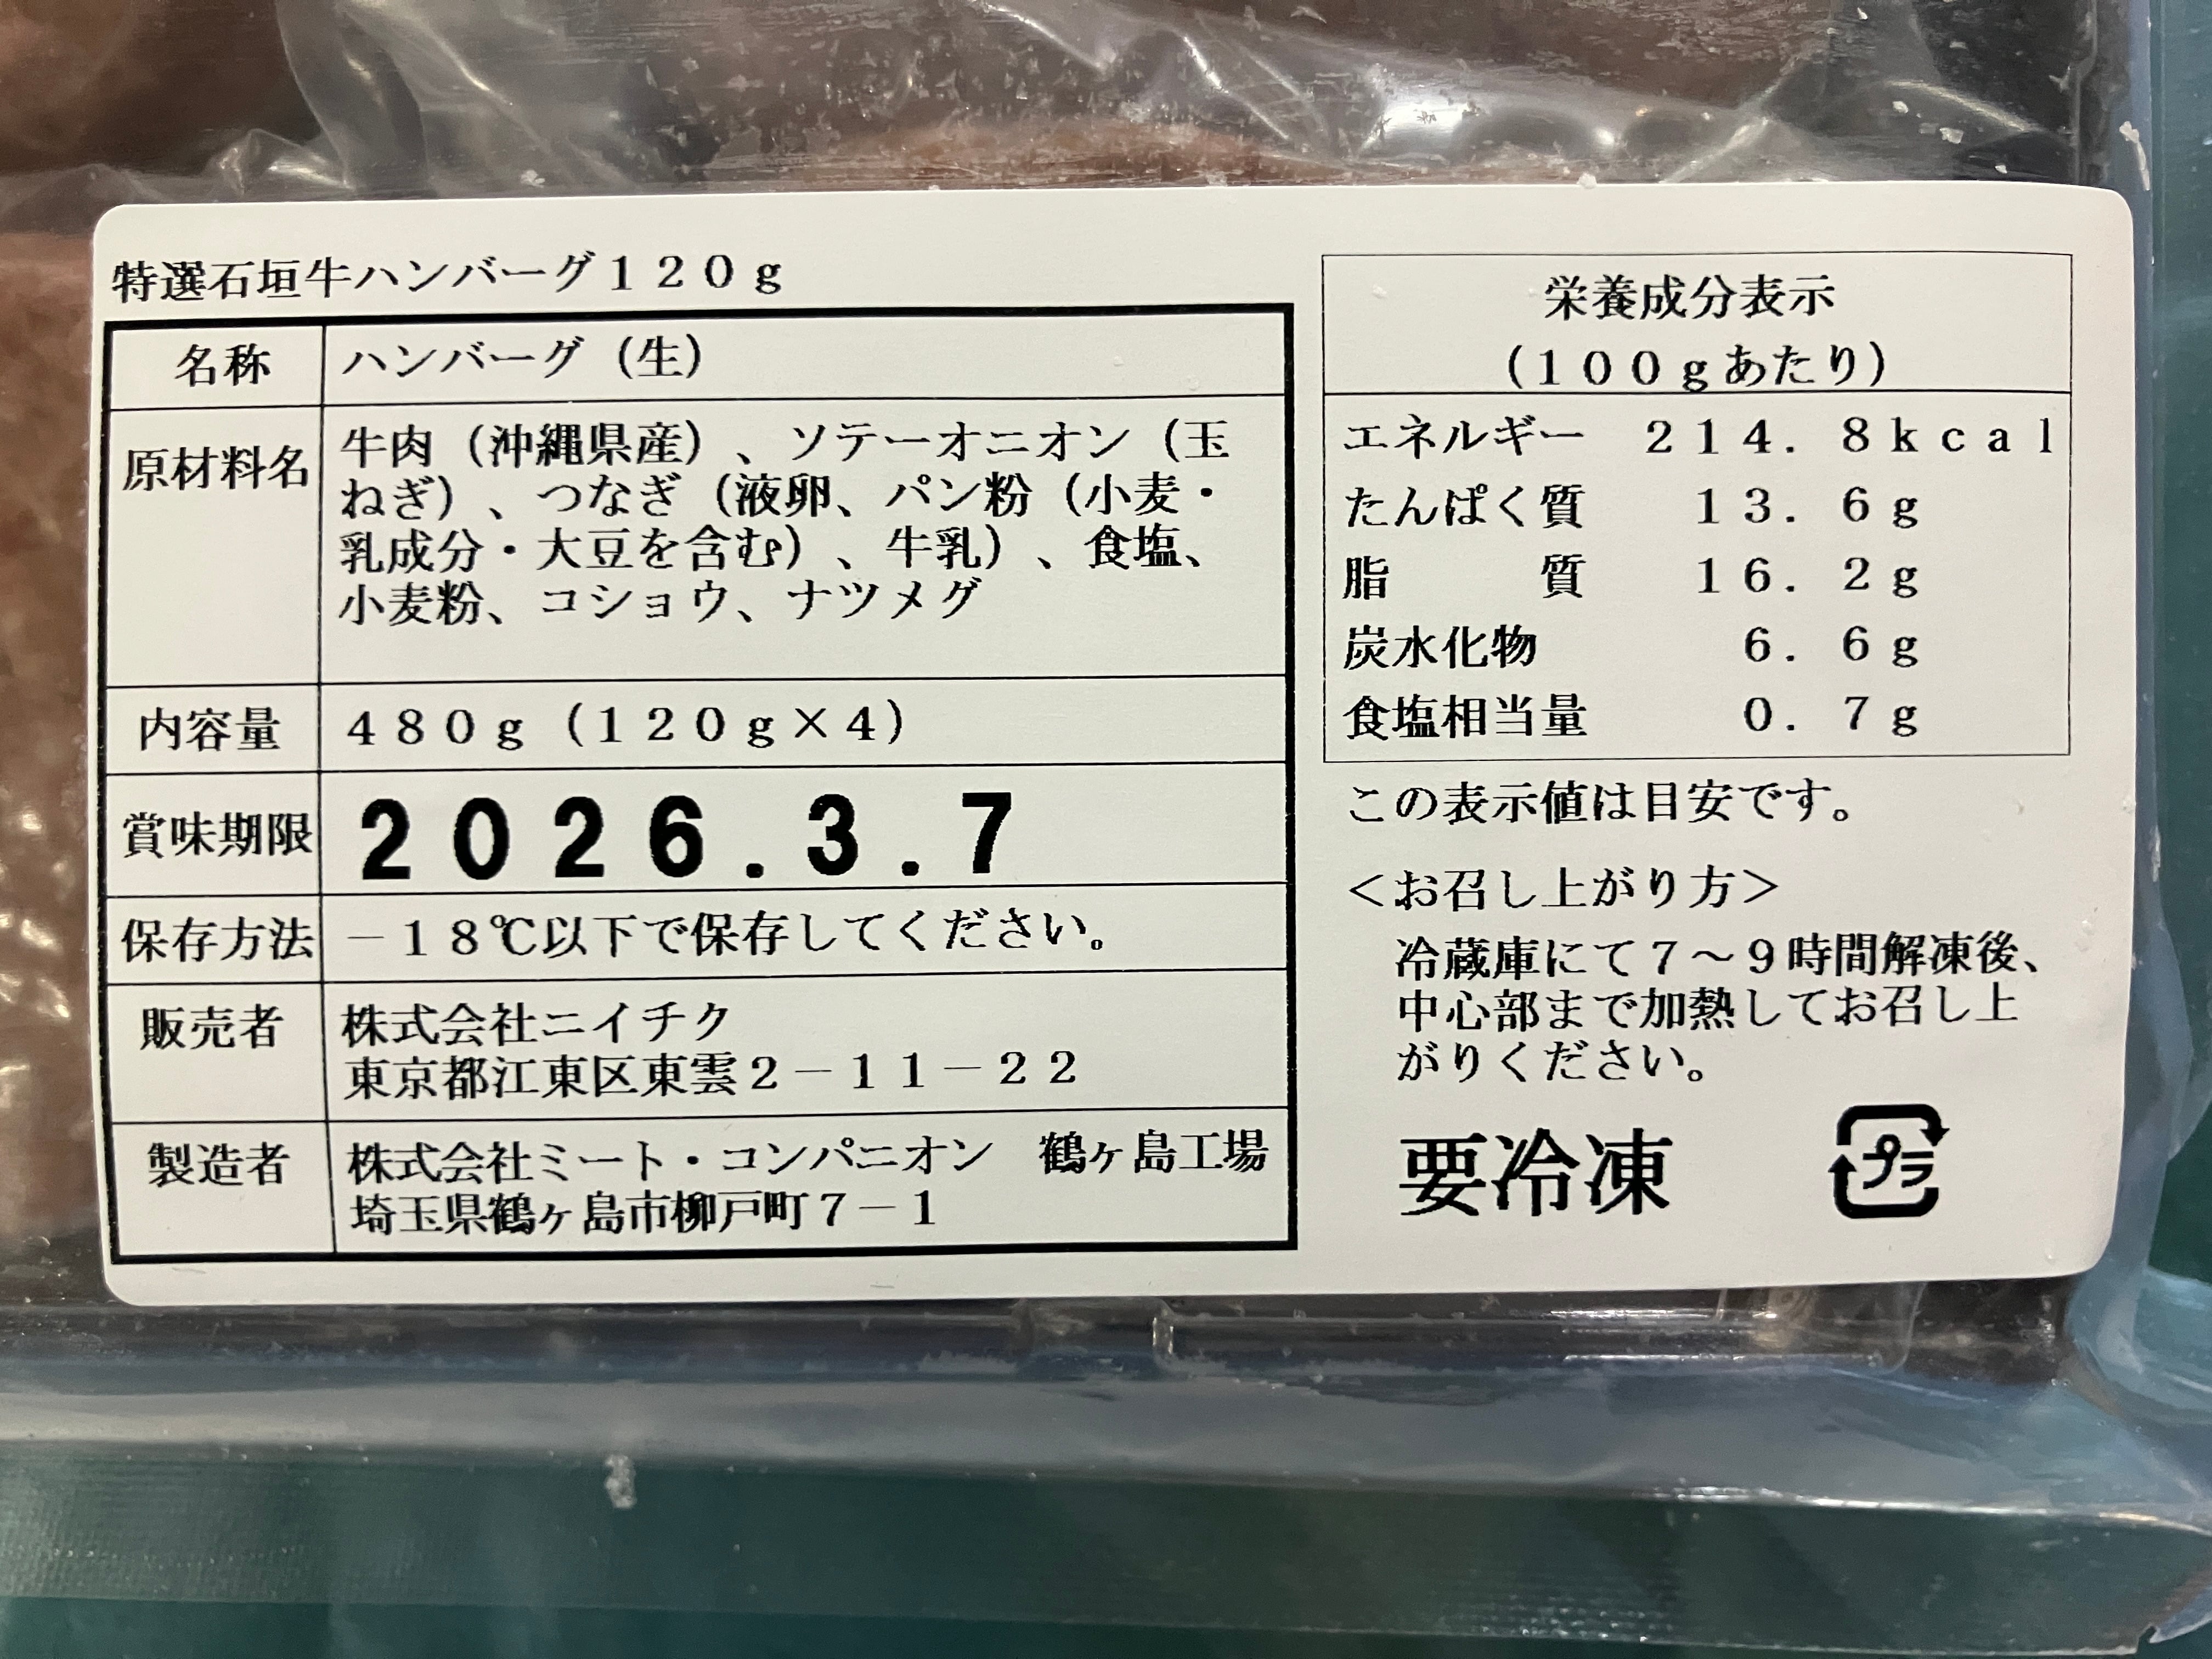 特選石垣牛ハンバーグ１２０ｇ
名称 ハンバーグ（生）
原材料名 牛肉（沖縄県産）、ソテーオニオン（玉
ねぎ）、つなぎ（液卵、パン粉（小麦・
乳成分・大豆を含む）、牛乳）、食塩、
小麦粉、コショウ、ナツメグ
内容量 ４８０ｇ（１２０ｇ×４）
賞味期限 2026.3.7
保存方法 －１８℃以下で保存してください。
販売者 株式会社ニイチク
東京都江東区東雲２－１１－２２
製造者 株式会社ミート・コンパニオン　鶴ヶ島工場
埼玉県鶴ヶ島市柳戸町７－１
栄養成分表示
（１００ｇあたり）
エネルギー ２１４．８ｋｃａｌ
たんぱく質 １３．６ｇ
脂　　　質 １６．２ｇ
炭水化物 ６．６ｇ
食塩相当量 ０．７ｇ
この表示値は目安です。
＜お召し上がり方＞
冷蔵庫にて７～９時間解凍後、
中心部まで加熱してお召し上
がりください。
要冷凍 プラ